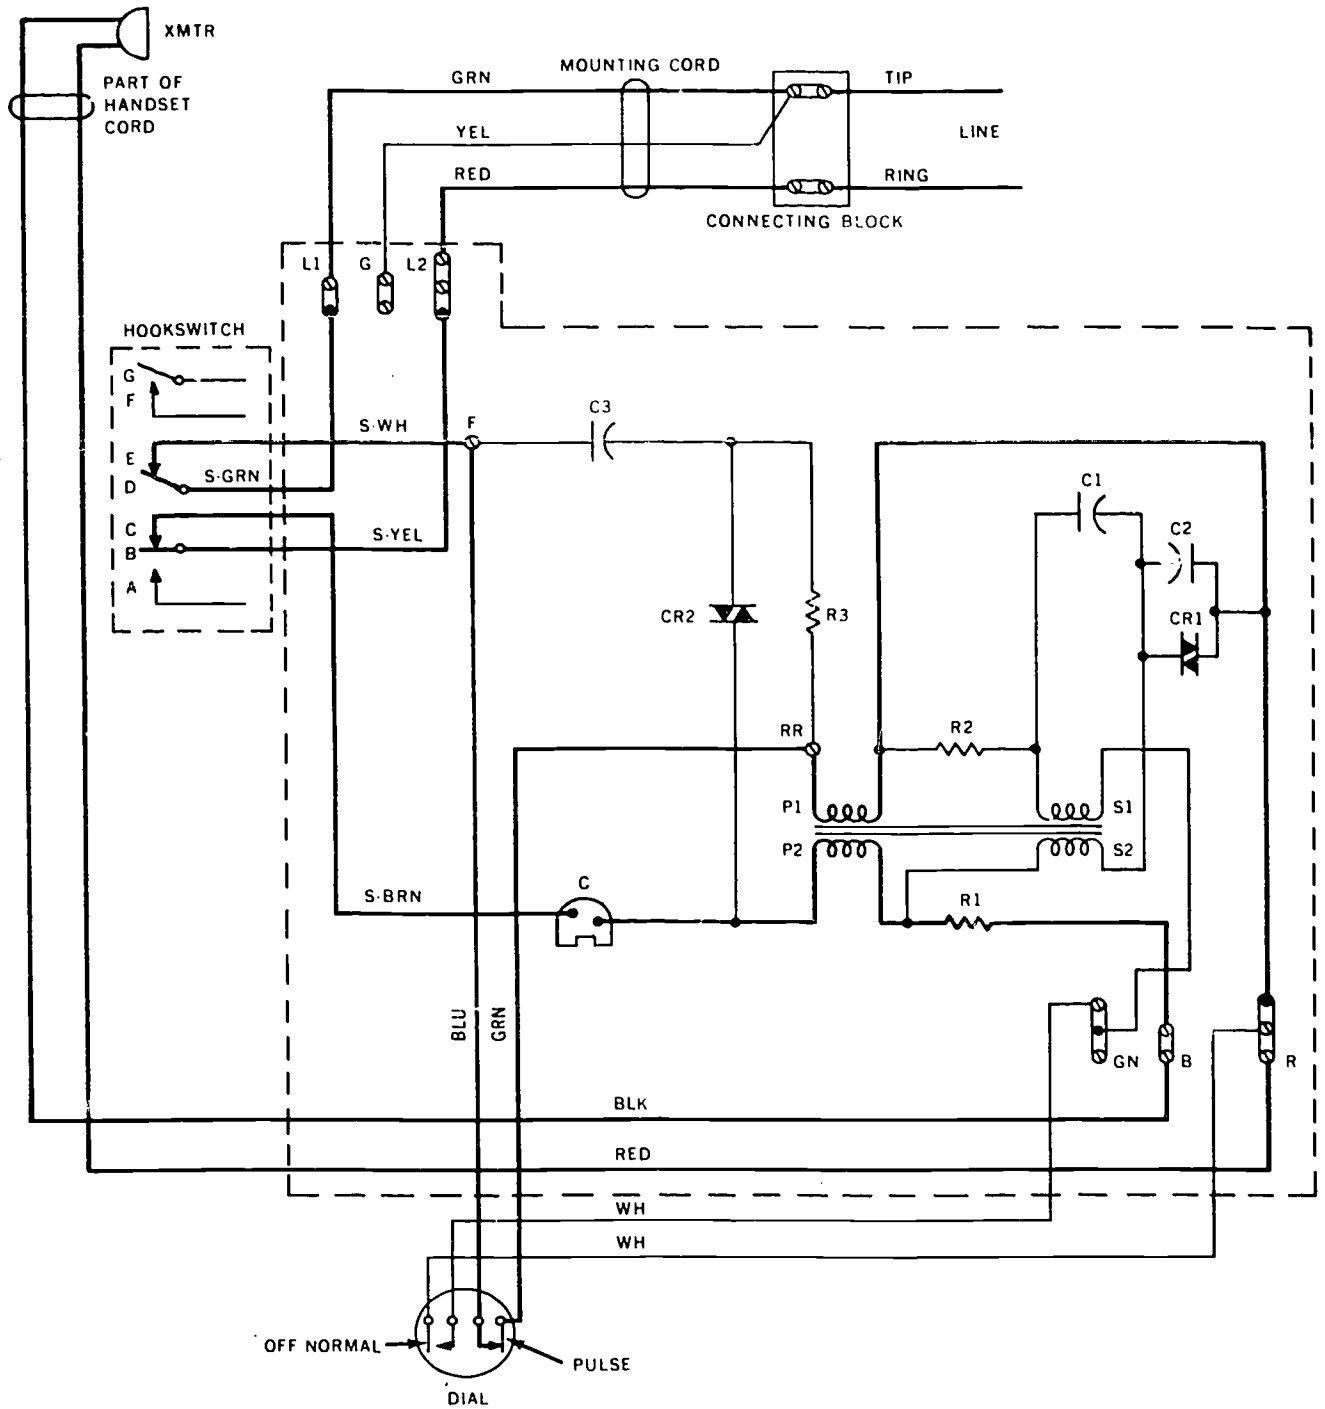 XMTR
PART OF
HANDSET
CORD
MOUNTING CORD
GRN
TIP
YEL
LINE
RED
RING
CONNECTING BLOCK
L1
G
L2
HOOKSWITCH
G
F
E
D
C
B
A
S-WH
F
C3
S-GRN
S-YEL
C1
C2
CR1
CR2
R3
RR
R2
P1
S1
P2
S2
S-BRN
C
R1
BLU
GRN
GN
B
R
BLK
RED
WH
WH
OFF NORMAL
PULSE
DIAL